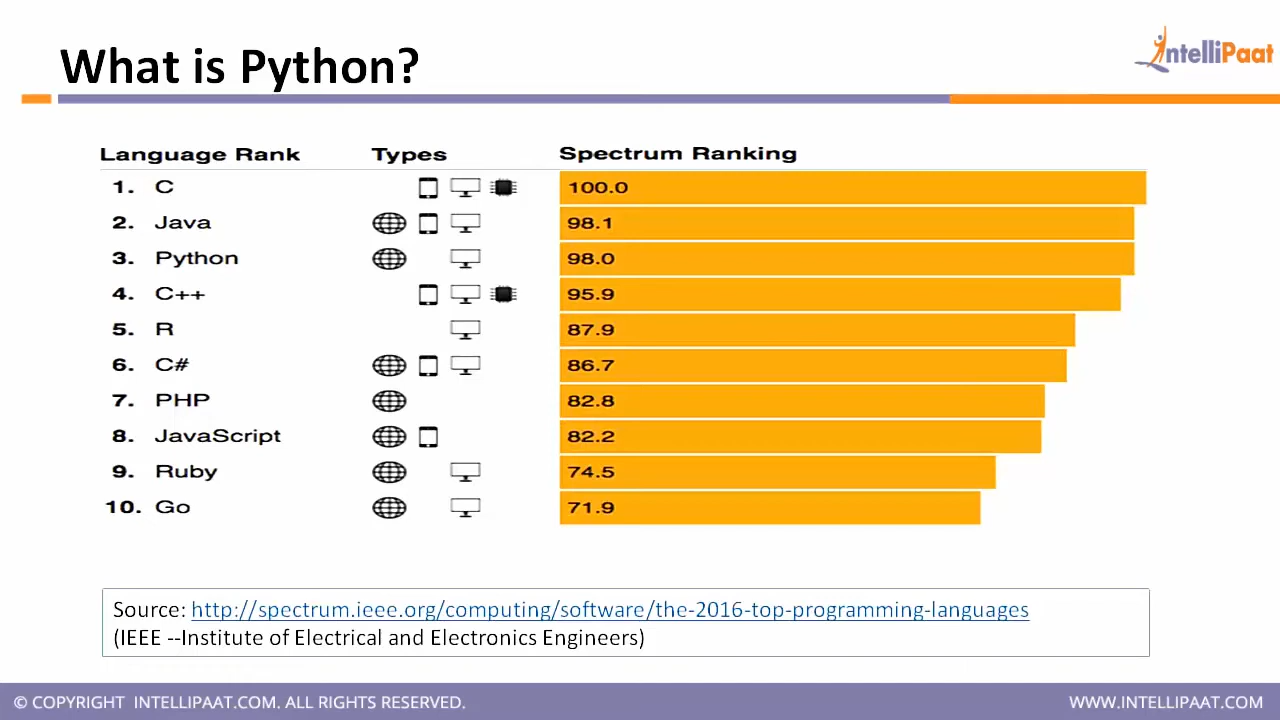 What is Python?
IntelliPaat
Language Rank Types Spectrum Ranking
1. C 100.0
2. Java 98.1
3. Python 98.0
4. C++ 95.9
5. R 87.9
6. C# 86.7
7. PHP 82.8
8. JavaScript 82.2
9. Ruby 74.5
10. Go 71.9
Source: http://spectrum.ieee.org/computing/software/the-2016-top-programming-languages
(IEEE --Institute of Electrical and Electronics Engineers)
© COPYRIGHT INTELLIPAAT.COM. ALL RIGHTS RESERVED. WWW.INTELLIPAAT.COM